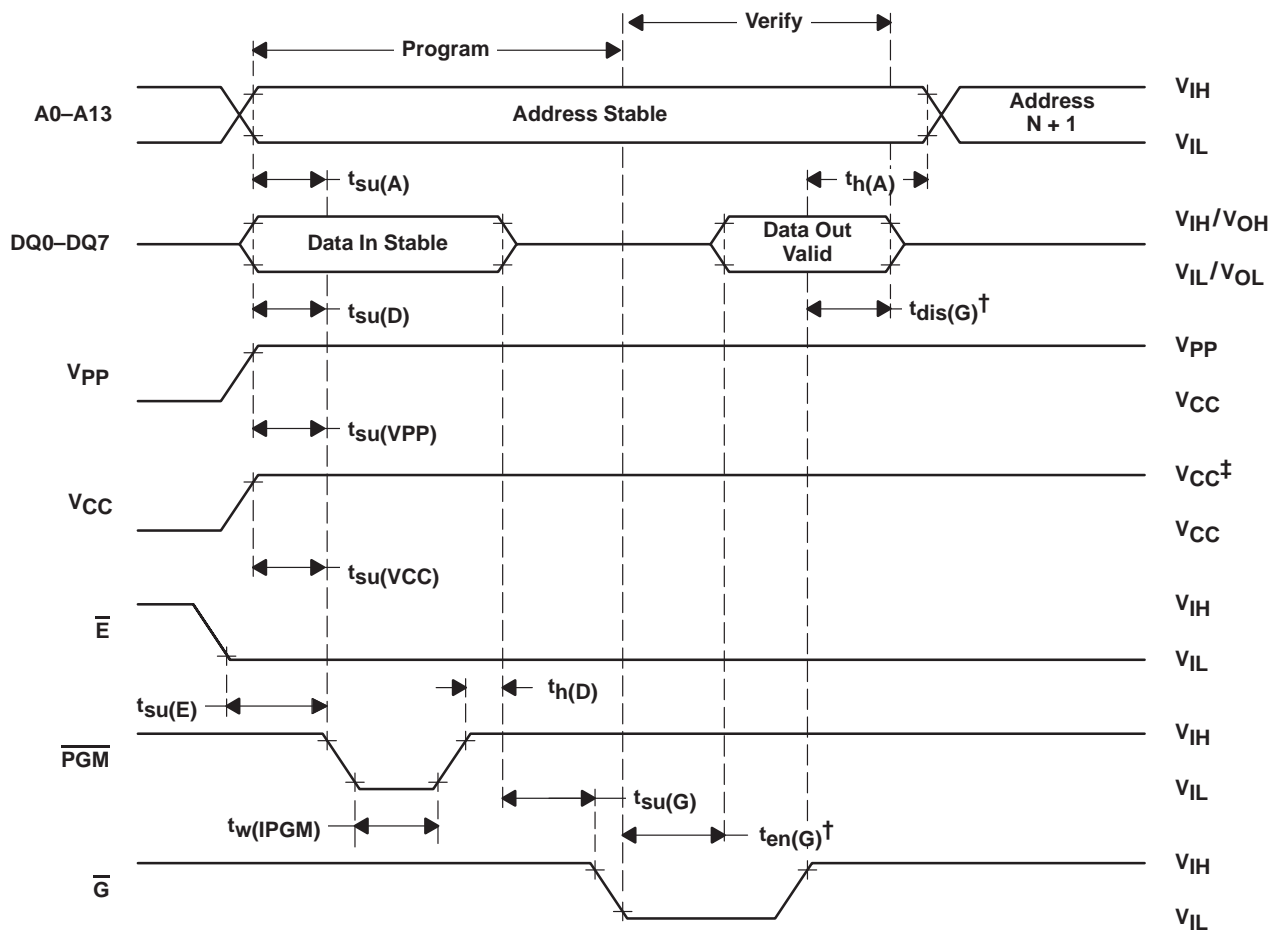 Verify
Program
A0–A13
Address Stable
Address
N + 1
VIH
VIL
tsu(A)
th(A)
DQ0–DQ7
Data In Stable
Data Out
Valid
VIH/VOH
VIL/VOL
tsu(D)
tdis(G)†
VPP
VPP
VCC
tsu(VPP)
VCC
VCC‡
VCC
tsu(VCC)
E
VIH
VIL
tsu(E)
th(D)
PGM
VIH
VIL
tsu(G)
tw(IPGM)
ten(G)†
G
VIH
VIL